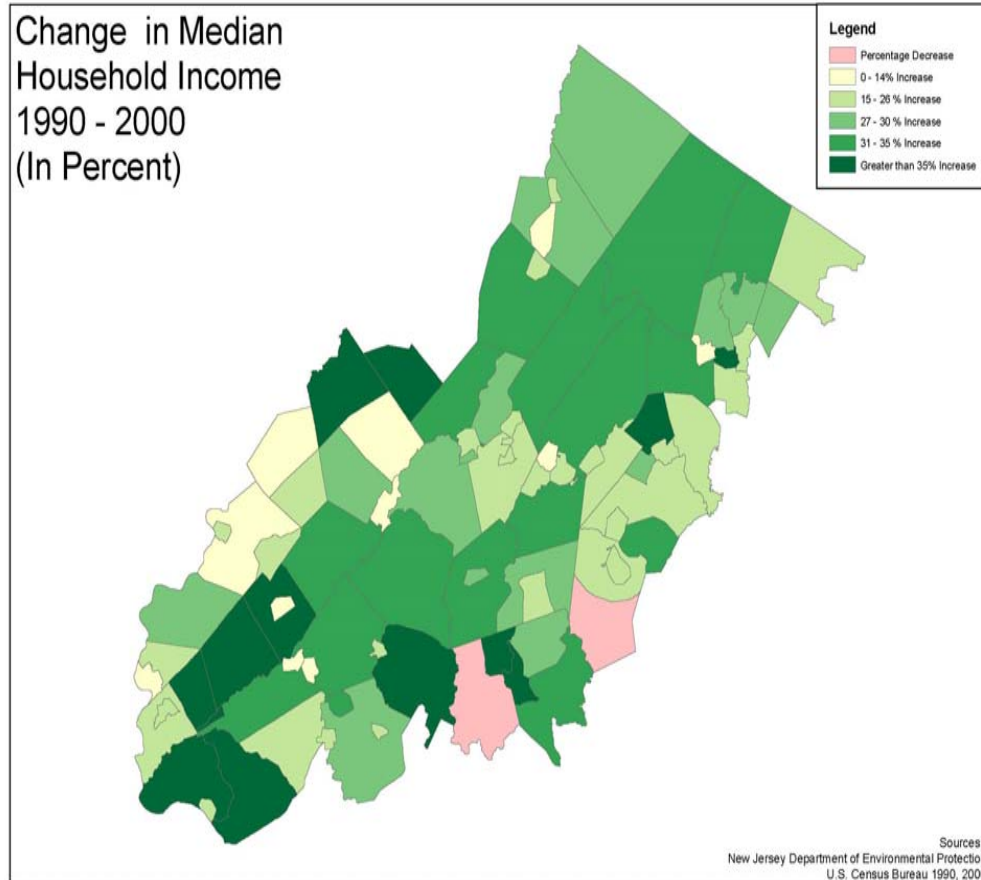 Change in Median
Household Income
1990 - 2000
(In Percent)
Legend
Percentage Decrease
0 - 14% Increase
15 - 26 % Increase
27 - 30 % Increase
31 - 35 % Increase
Greater than 35% Increase
Sources
New Jersey Department of Environmental Protectio
U.S. Census Bureau 1990, 200